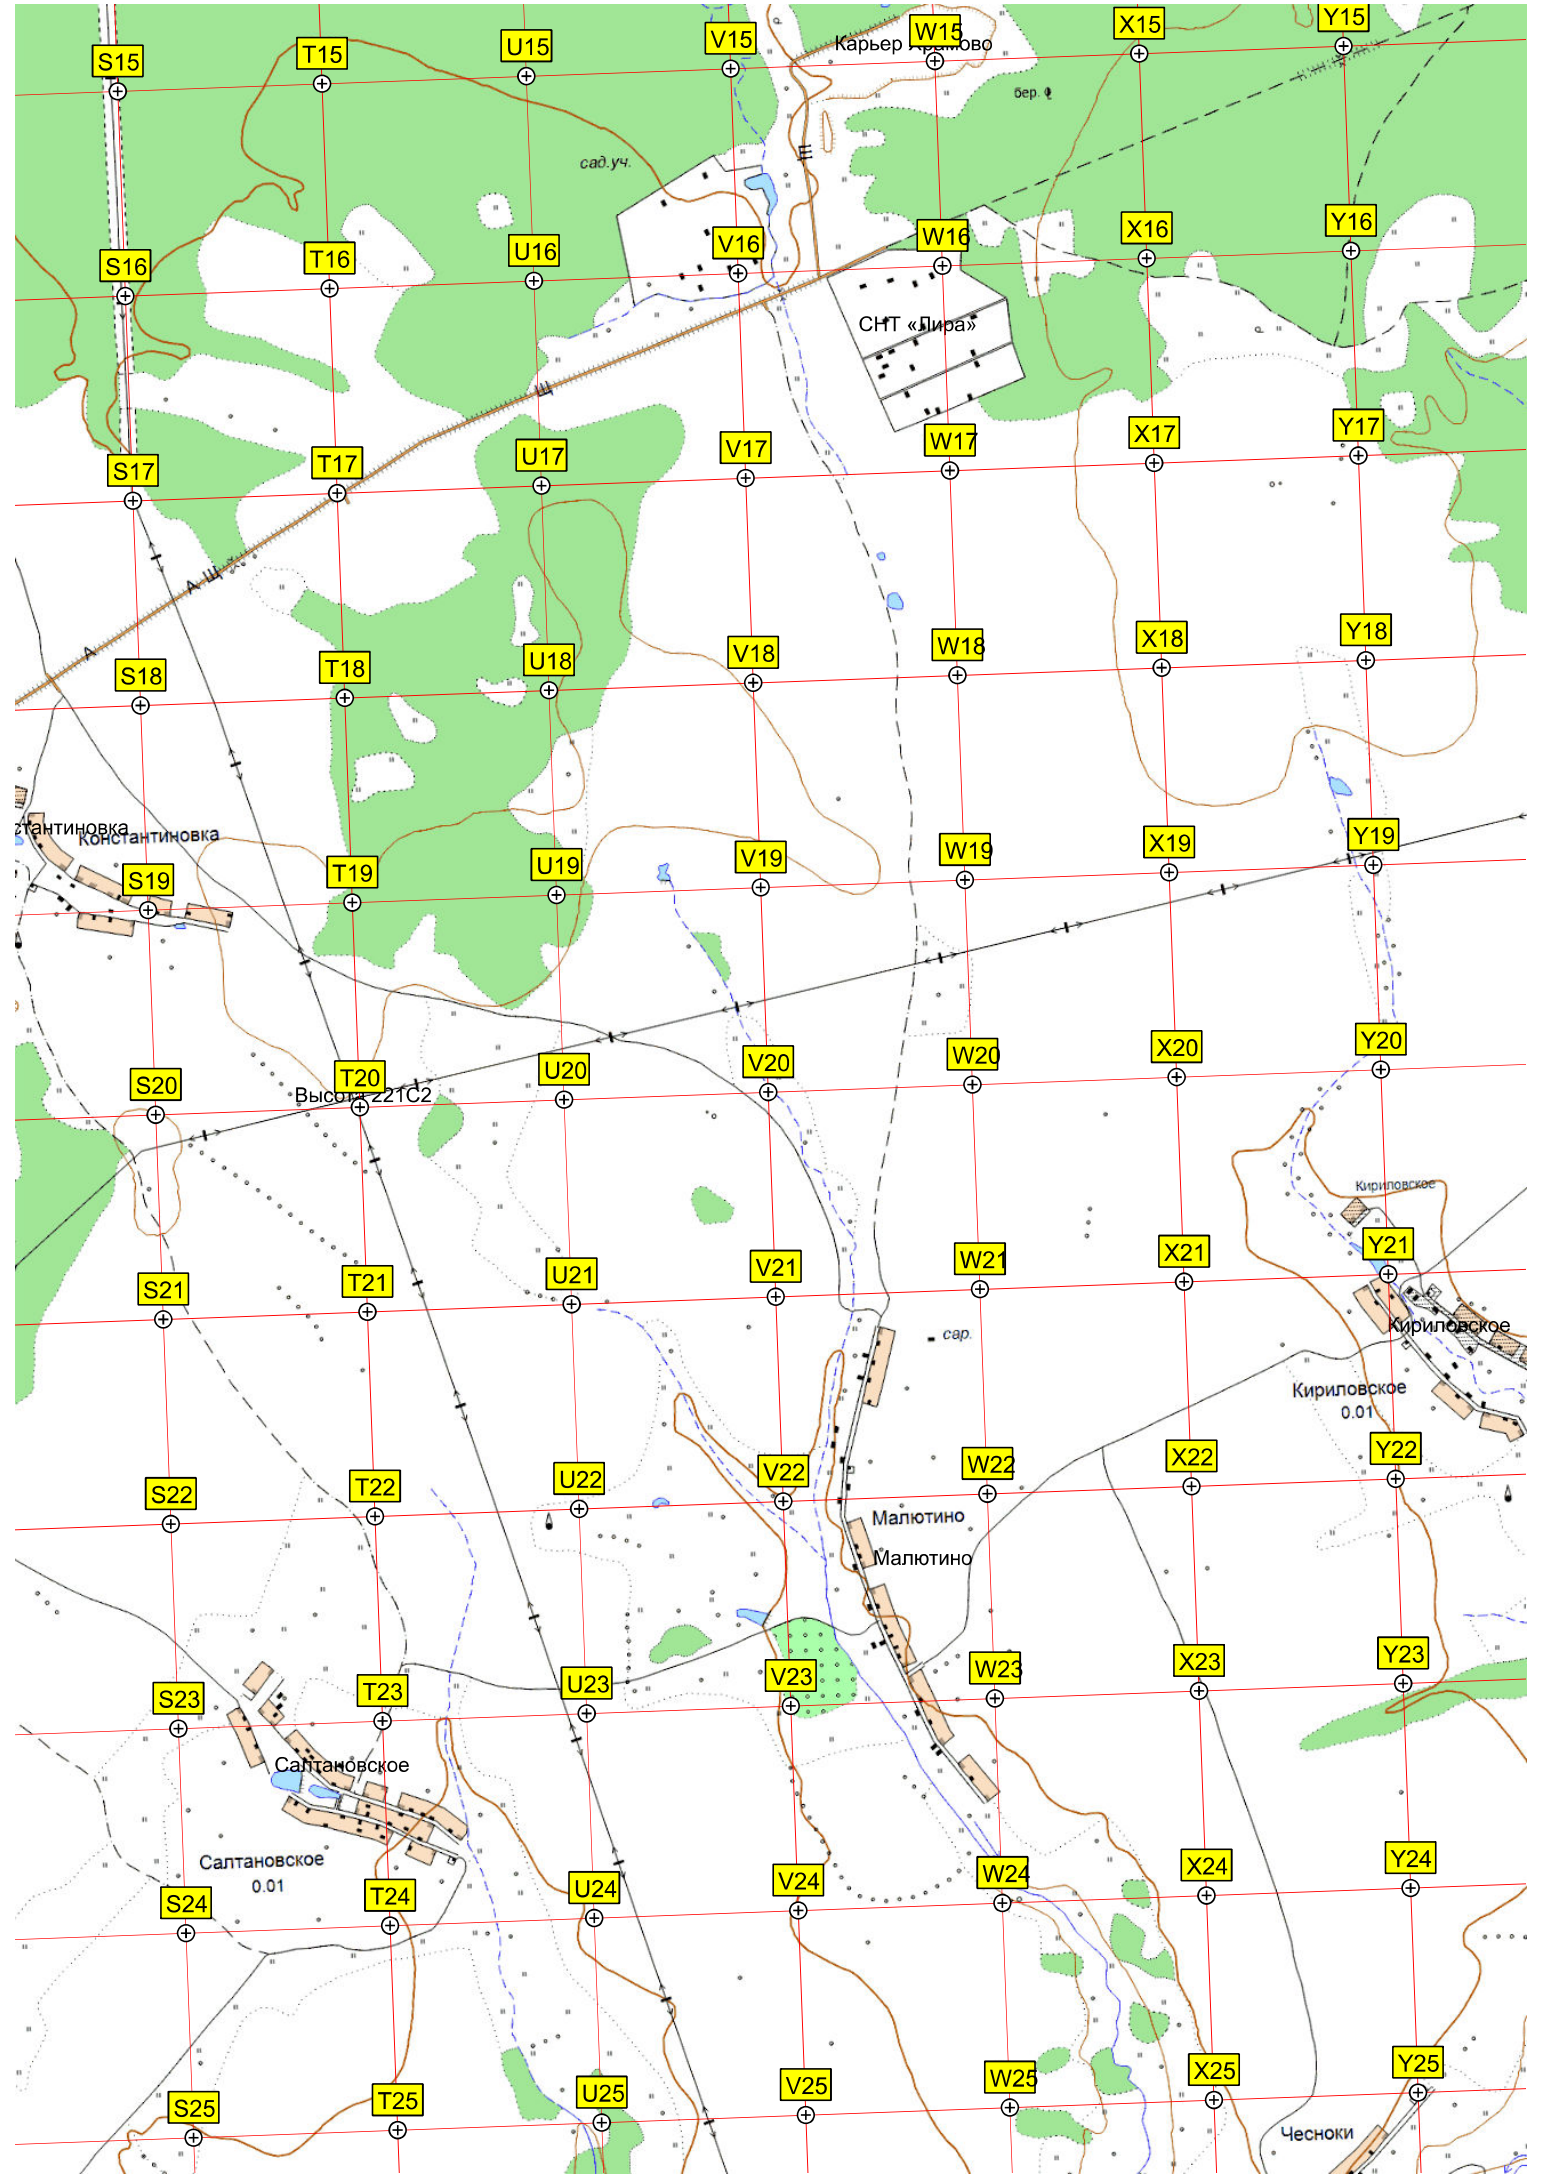 S15
T15
U15
V15
Карьер Храмово
W15
X15
Y15
бер.
Щ
сад.уч.
S16
T16
U16
V16
W16
X16
Y16
СНТ «Лира»
Щ
S17
T17
U17
V17
W17
X17
Y17
А Щ
А
S18
T18
U18
V18
W18
X18
Y18
стантиновка
Константиновка
S19
T19
U19
V19
W19
X19
Y19
S20
T20
U20
V20
W20
X20
Y20
Высота 221С2
Кириловское
S21
T21
U21
V21
W21
X21
Y21
Кириловское
сар.
Кириловское
0.01
S22
T22
U22
V22
W22
X22
Y22
Малютино
Малютино
S23
T23
U23
V23
W23
X23
Y23
Салтановское
Салтановское
0.01
S24
T24
U24
V24
W24
X24
Y24
S25
T25
U25
V25
W25
X25
Y25
Чесноки